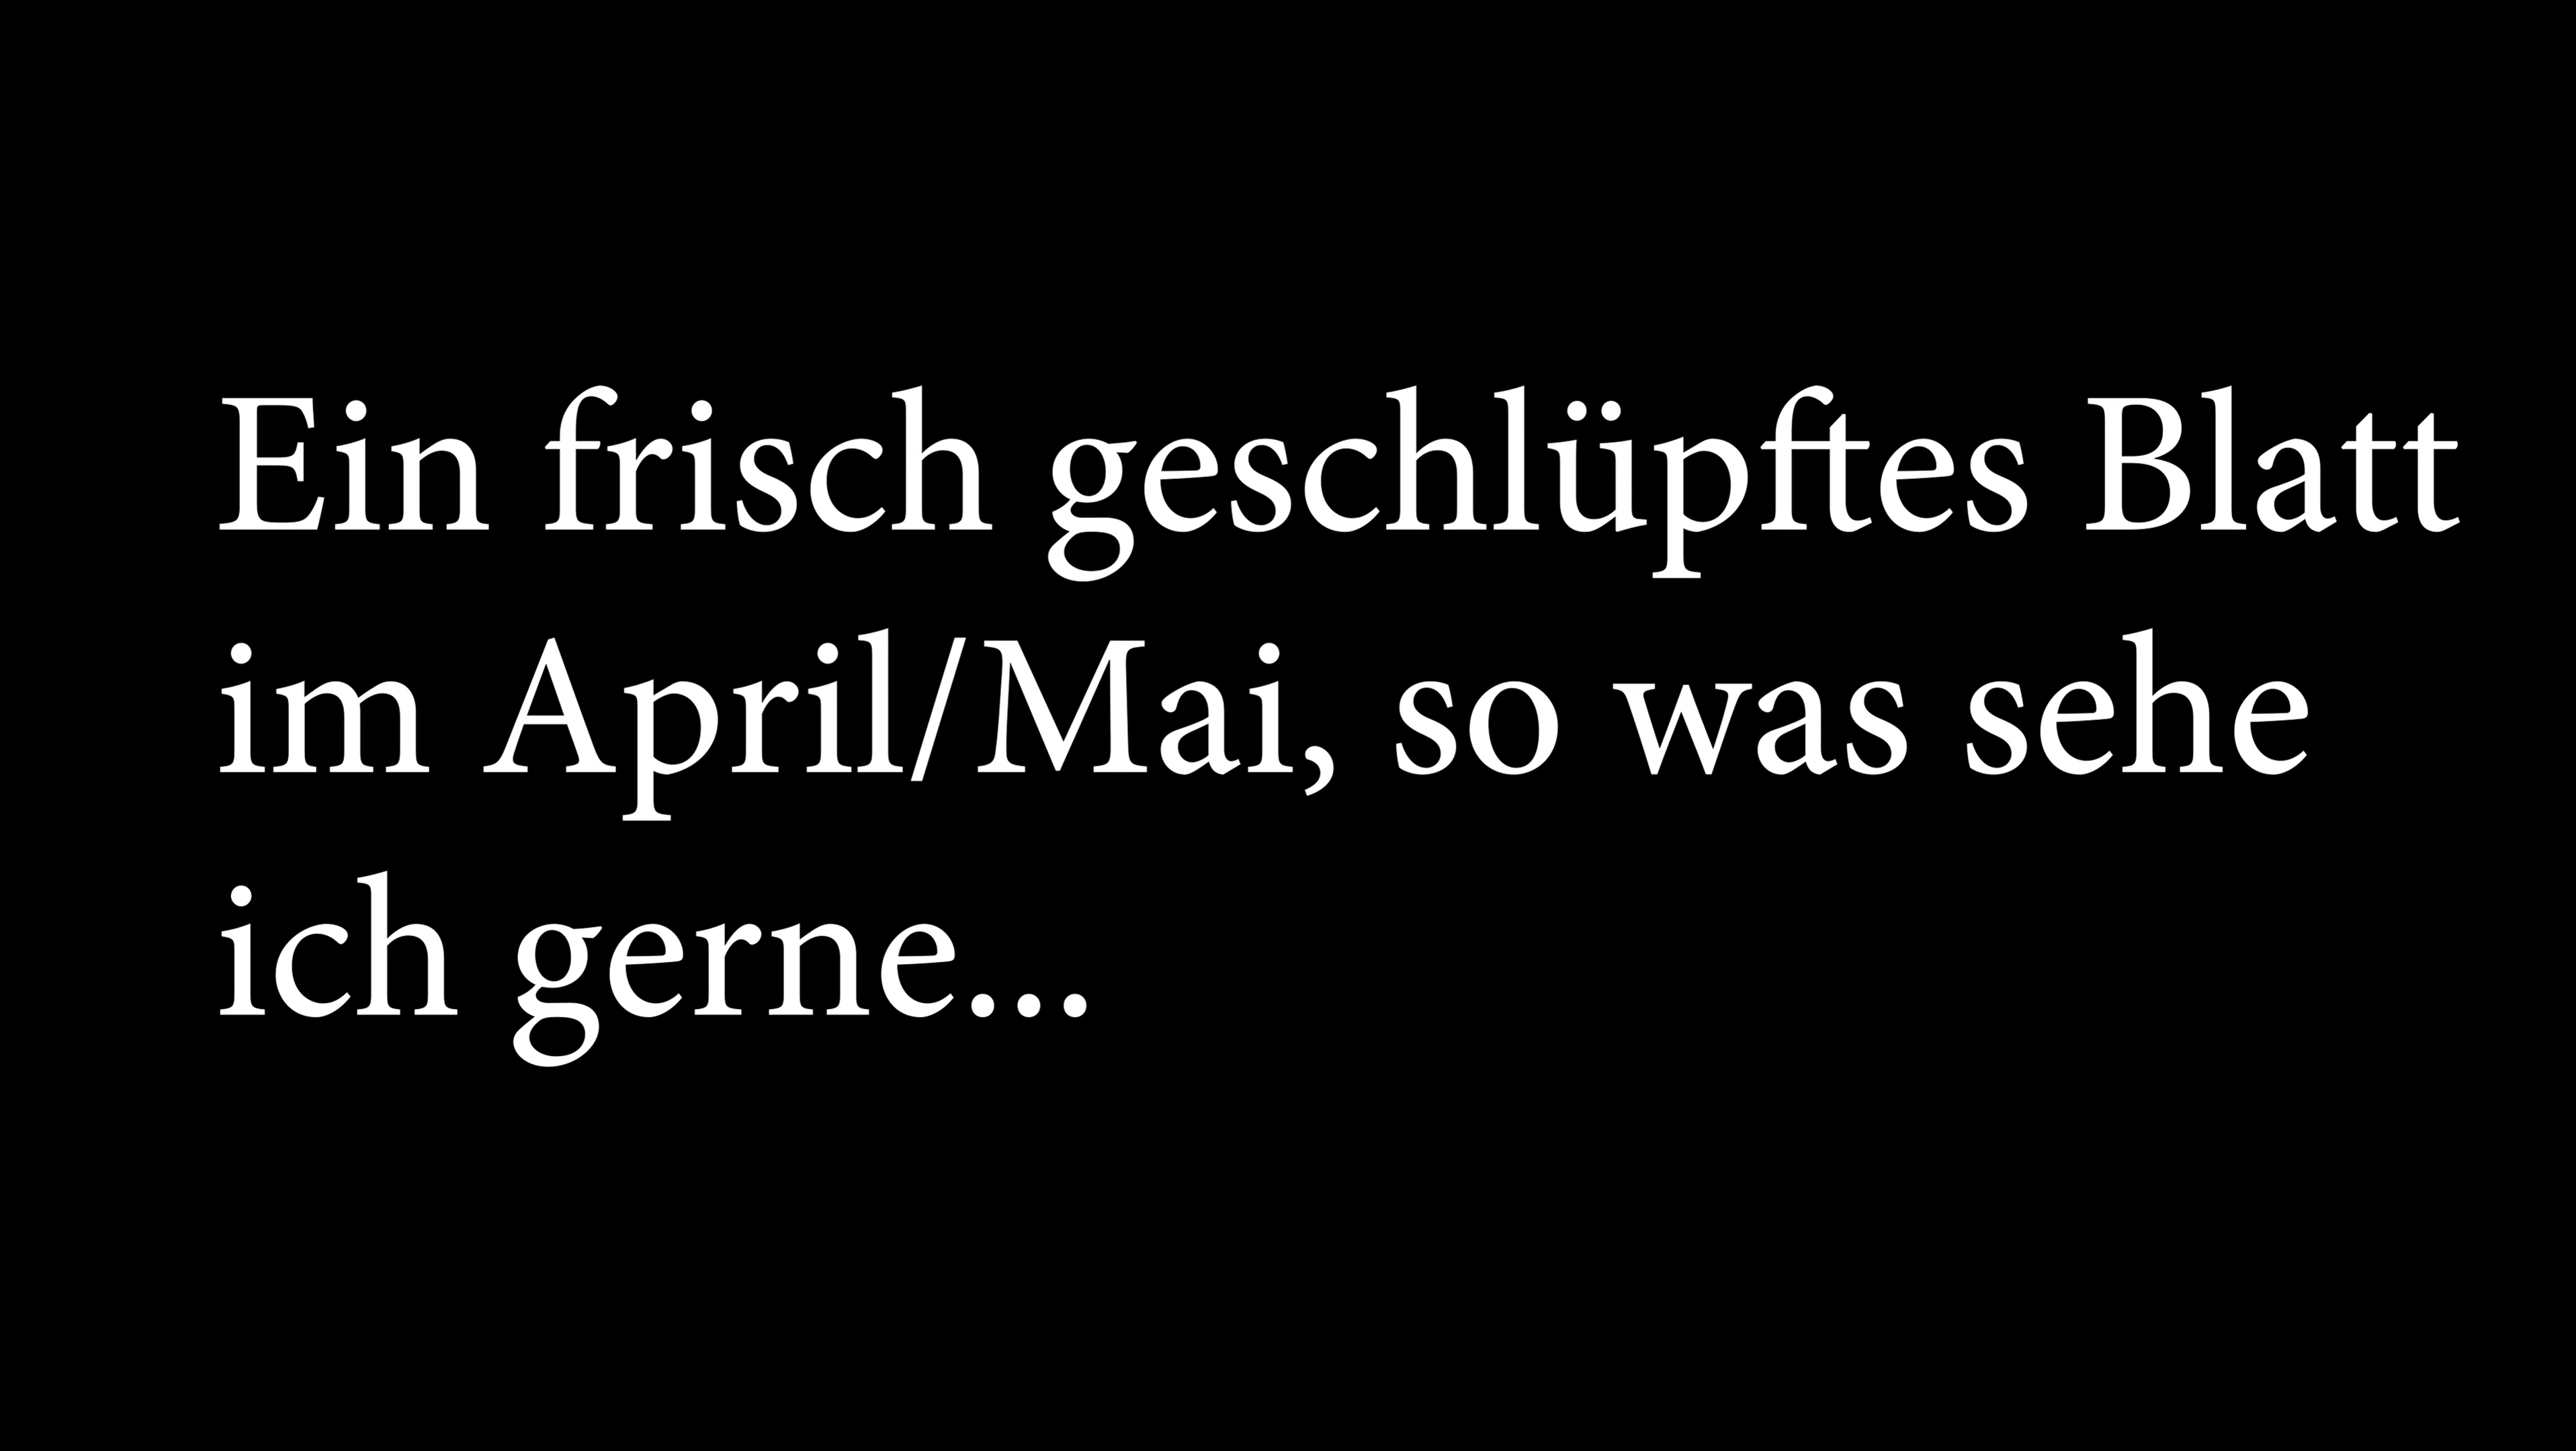 Ein frisch geschlüpftes Blatt
im April/Mai, so was sehe
ich gerne...